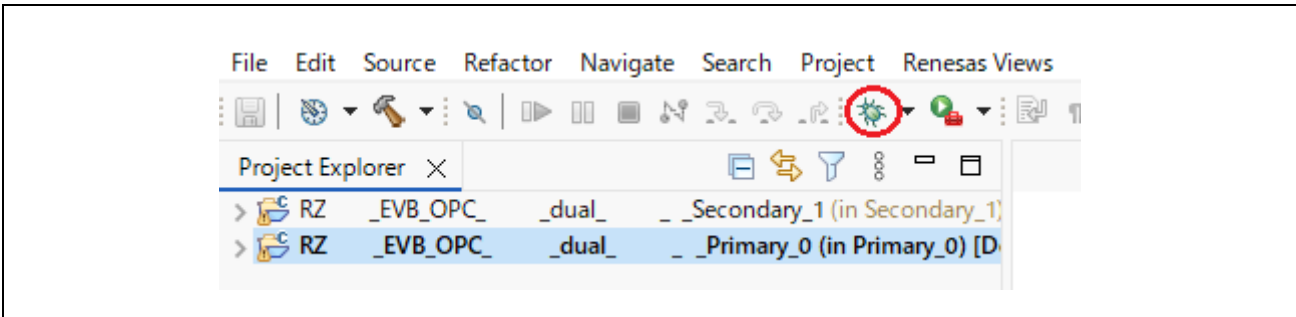 File Edit Source Refactor Navigate Search Project Renesas Views
Project Explorer
RZ _EVB_OPC_ _dual_ _ _Secondary_1 (in Secondary_1)
RZ _EVB_OPC_ _dual_ _ _Primary_0 (in Primary_0) [D